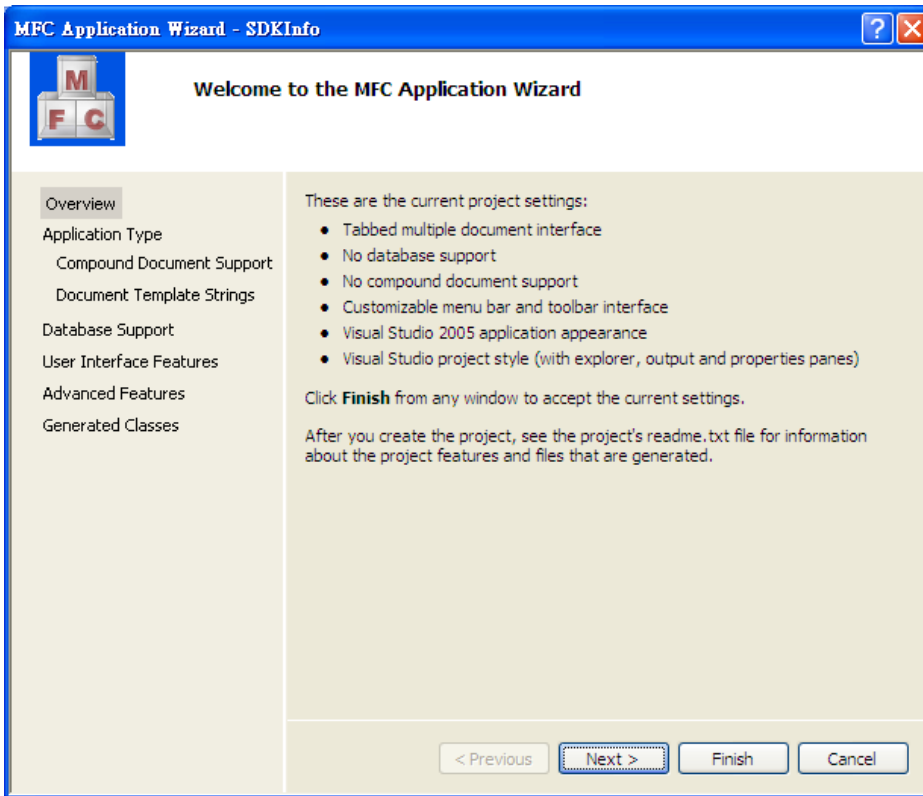 MFC Application Wizard - SDKInfo
M
F C
Welcome to the MFC Application Wizard
Overview
Application Type
Compound Document Support
Document Template Strings
Database Support
User Interface Features
Advanced Features
Generated Classes
These are the current project settings:
• Tabbed multiple document interface
• No database support
• No compound document support
• Customizable menu bar and toolbar interface
• Visual Studio 2005 application appearance
• Visual Studio project style (with explorer, output and properties panes)
Click Finish from any window to accept the current settings.
After you create the project, see the project's readme.txt file for information
about the project features and files that are generated.
< Previous Next > Finish Cancel